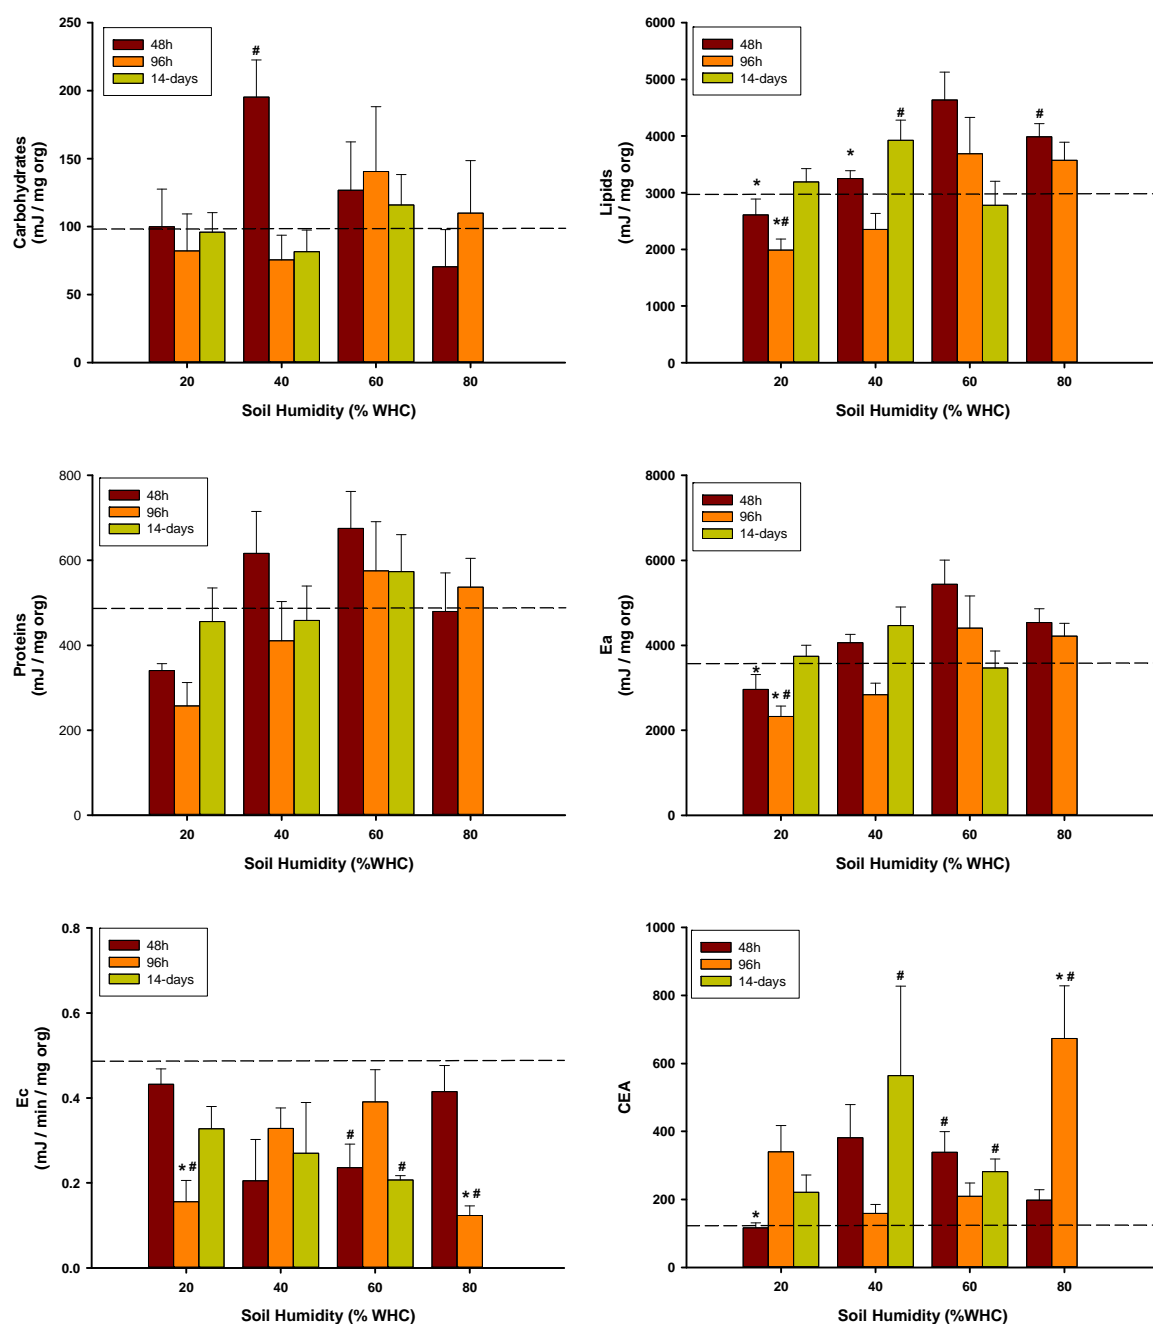 250
200
150
100
50
0
Carbohydrates
(mJ / mg org)
48h
96h
14-days
#
20 40 60 80
Soil Humidity (% WHC)
6000
5000
4000
3000
2000
1000
0
Lipids
(mJ / mg org)
48h
96h
14-days
*
*#
*
#
#
20 40 60 80
Soil Humidity (% WHC)
800
600
400
200
0
Proteins
(mJ / mg org)
48h
96h
14-days
20 40 60 80
Soil Humidity (%WHC)
8000
6000
4000
2000
0
Ea
(mJ / mg org)
48h
96h
14-days
*
* #
20 40 60 80
Soil Humidity (%WHC)
0.8
0.6
0.4
0.2
0.0
Ec
(mJ / min / mg org)
48h
96h
14-days
* #
#
#
* #
20 40 60 80
Soil Humidity (%WHC)
1000
800
600
400
200
0
CEA
48h
96h
14-days
*
#
#
#
* #
20 40 60 80
Soil Humidity (%WHC)